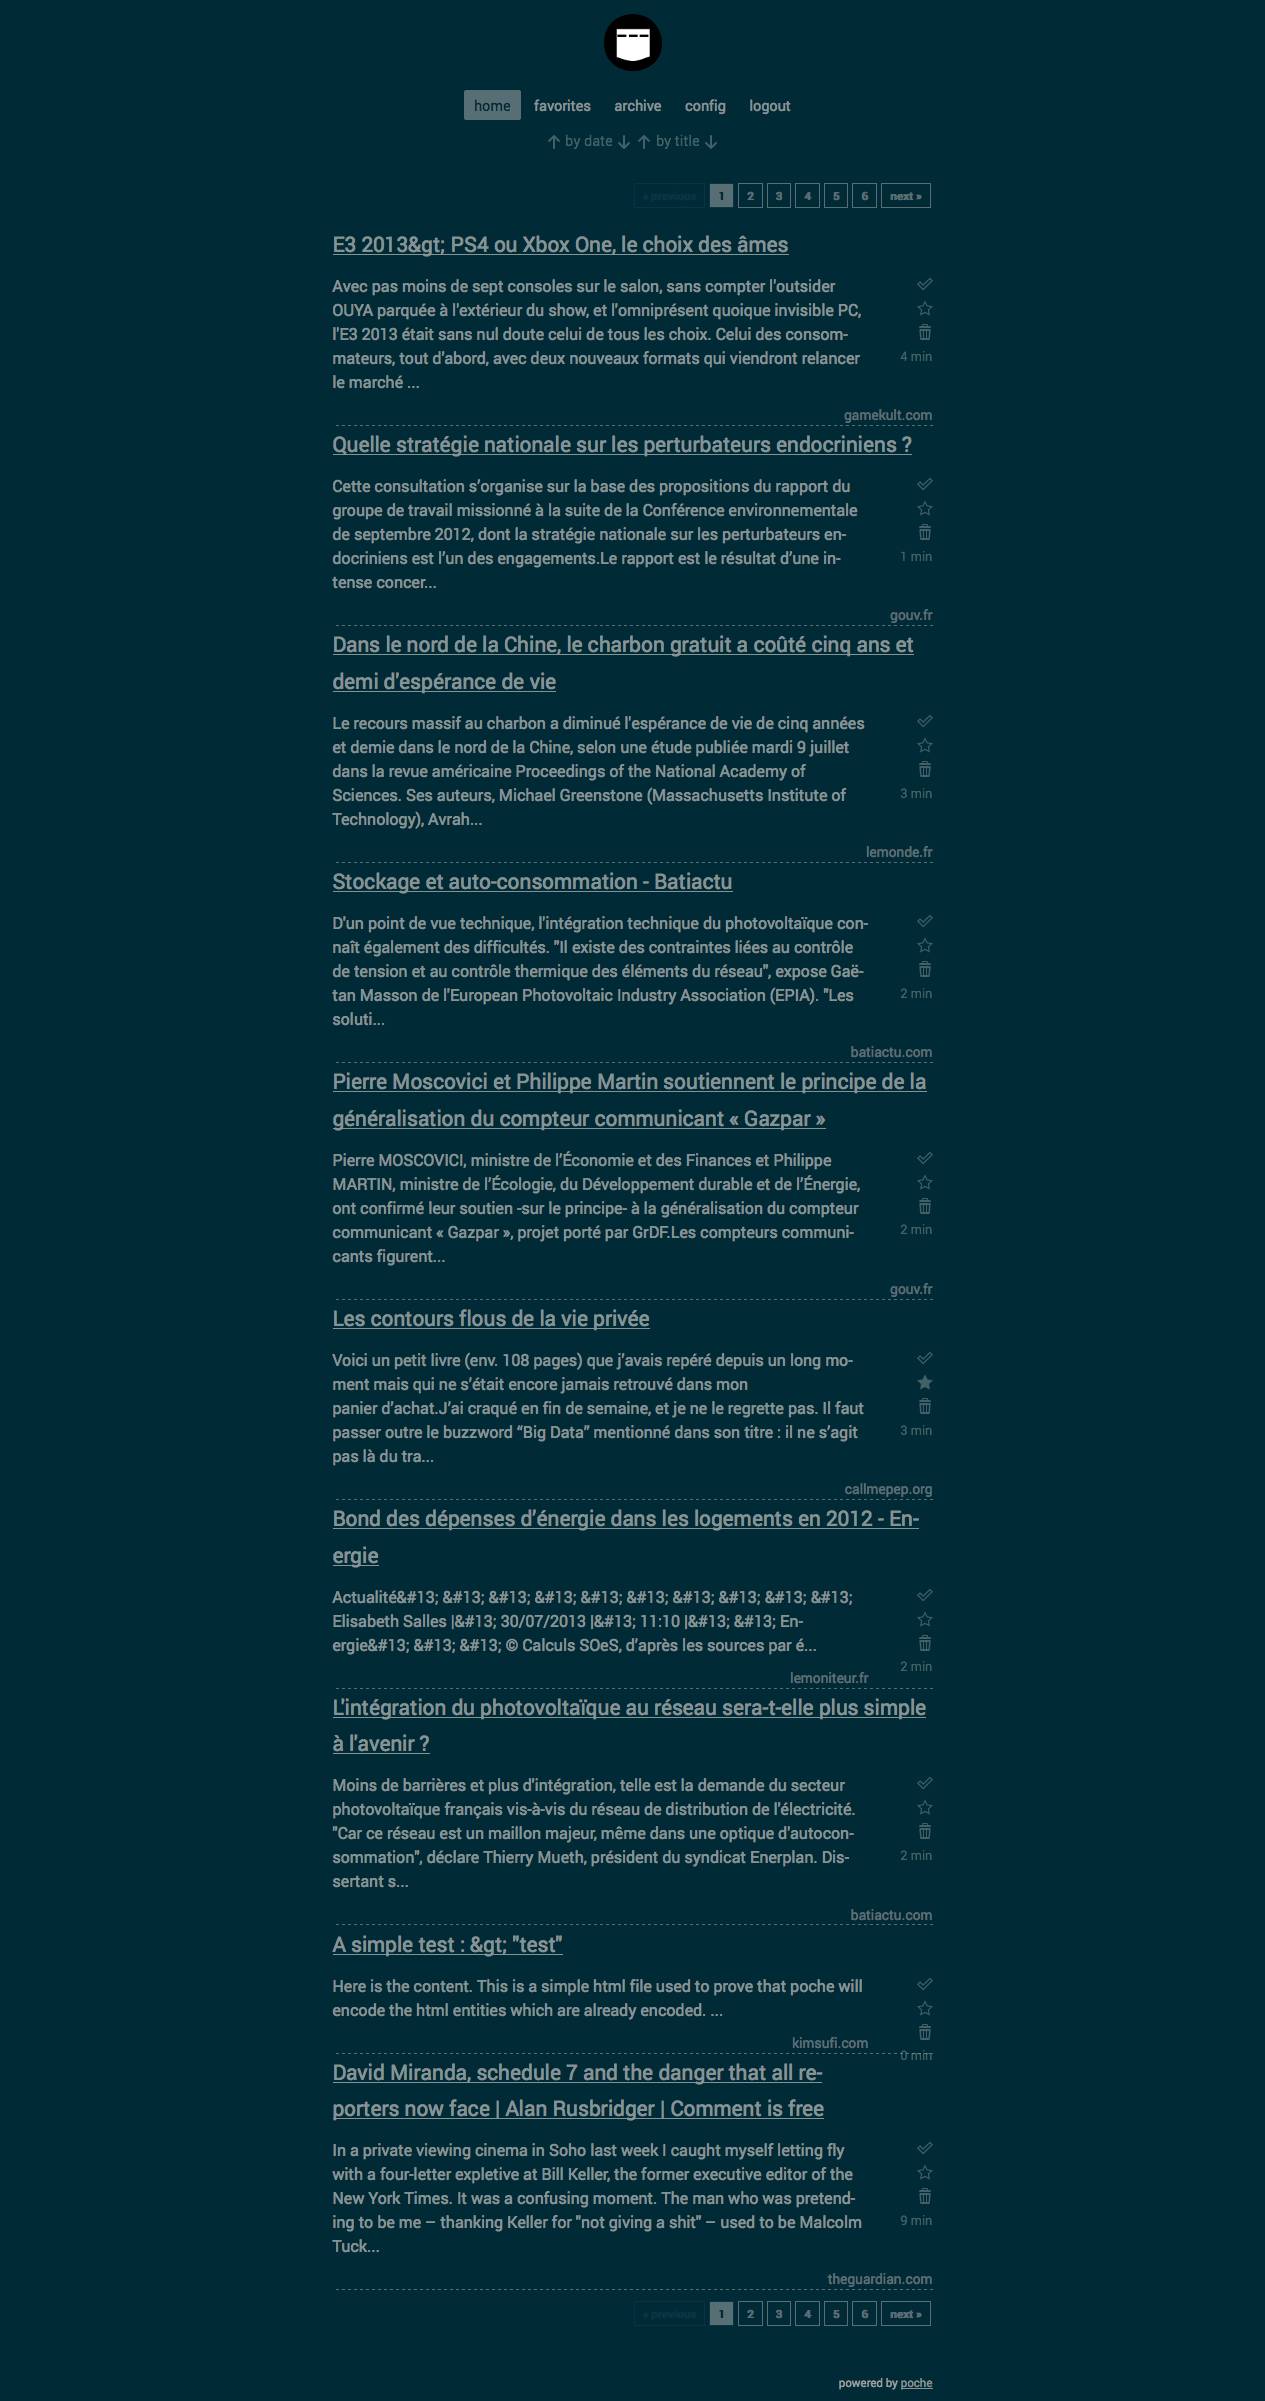 home favorites archive config logout
by date by title
« previous 1 2 3 4 5 6 next »
E3 2013&gt; PS4 ou Xbox One, le choix des âmes
Avec pas moins de sept consoles sur le salon, sans compter l'outsider
OUYA parquée à l'extérieur du show, et l'omniprésent quoique invisible PC,
l'E3 2013 était sans nul doute celui de tous les choix. Celui des consom-
mateurs, tout d'abord, avec deux nouveaux formats qui viendront relancer
4 min
le marché ...
gamekult.com
Quelle stratégie nationale sur les perturbateurs endocriniens ?
Cette consultation s’organise sur la base des propositions du rapport du
groupe de travail missionné à la suite de la Conférence environnementale
de septembre 2012, dont la stratégie nationale sur les perturbateurs en-
docriniens est l’un des engagements.Le rapport est le résultat d’une in-
1 min
tense concer...
gouv.fr
Dans le nord de la Chine, le charbon gratuit a coûté cinq ans et
demi d'espérance de vie
Le recours massif au charbon a diminué l'espérance de vie de cinq années
et demie dans le nord de la Chine, selon une étude publiée mardi 9 juillet
dans la revue américaine Proceedings of the National Academy of
Sciences. Ses auteurs, Michael Greenstone (Massachusetts Institute of
3 min
Technology), Avrah...
lemonde.fr
Stockage et auto-consommation - Batiactu
D'un point de vue technique, l'intégration technique du photovoltaïque con-
naît également des difficultés. "Il existe des contraintes liées au contrôle
de tension et au contrôle thermique des éléments du réseau", expose Gaë-
tan Masson de l'European Photovoltaic Industry Association (EPIA). "Les
2 min
soluti...
batiactu.com
Pierre Moscovici et Philippe Martin soutiennent le principe de la
généralisation du compteur communicant « Gazpar »
Pierre MOSCOVICI, ministre de l’Économie et des Finances et Philippe
MARTIN, ministre de l’Écologie, du Développement durable et de l’Énergie,
ont confirmé leur soutien -sur le principe- à la généralisation du compteur
communicant « Gazpar », projet porté par GrDF.Les compteurs communi-
2 min
cants figurent...
gouv.fr
Les contours flous de la vie privée
Voici un petit livre (env. 108 pages) que j’avais repéré depuis un long mo-
ment mais qui ne s’était encore jamais retrouvé dans mon
panier d’achat.J’ai craqué en fin de semaine, et je ne le regrette pas. Il faut
passer outre le buzzword “Big Data” mentionné dans son titre : il ne s’agit
3 min
pas là du tra...
callmepep.org
Bond des dépenses d’énergie dans les logements en 2012 - En-
ergie
Actualité&#13; &#13; &#13; &#13; &#13; &#13; &#13; &#13; &#13; &#13;
Elisabeth Salles |&#13; 30/07/2013 |&#13; 11:10 |&#13; &#13; En-
ergie&#13; &#13; &#13; © Calculs SOeS, d’après les sources par é...
2 min
lemoniteur.fr
L'intégration du photovoltaïque au réseau sera-t-elle plus simple
à l'avenir ?
Moins de barrières et plus d'intégration, telle est la demande du secteur
photovoltaïque français vis-à-vis du réseau de distribution de l'électricité.
"Car ce réseau est un maillon majeur, même dans une optique d'autocon-
sommation", déclare Thierry Mueth, président du syndicat Enerplan. Dis-
2 min
sertant s...
batiactu.com
A simple test : &gt; "test"
Here is the content. This is a simple html file used to prove that poche will
encode the html entities which are already encoded. ...
kimsufi.com
0 min
David Miranda, schedule 7 and the danger that all re-
porters now face | Alan Rusbridger | Comment is free
In a private viewing cinema in Soho last week I caught myself letting fly
with a four-letter expletive at Bill Keller, the former executive editor of the
New York Times. It was a confusing moment. The man who was pretend-
ing to be me – thanking Keller for "not giving a shit" – used to be Malcolm
9 min
Tuck...
theguardian.com
« previous 1 2 3 4 5 6 next »
powered by poche